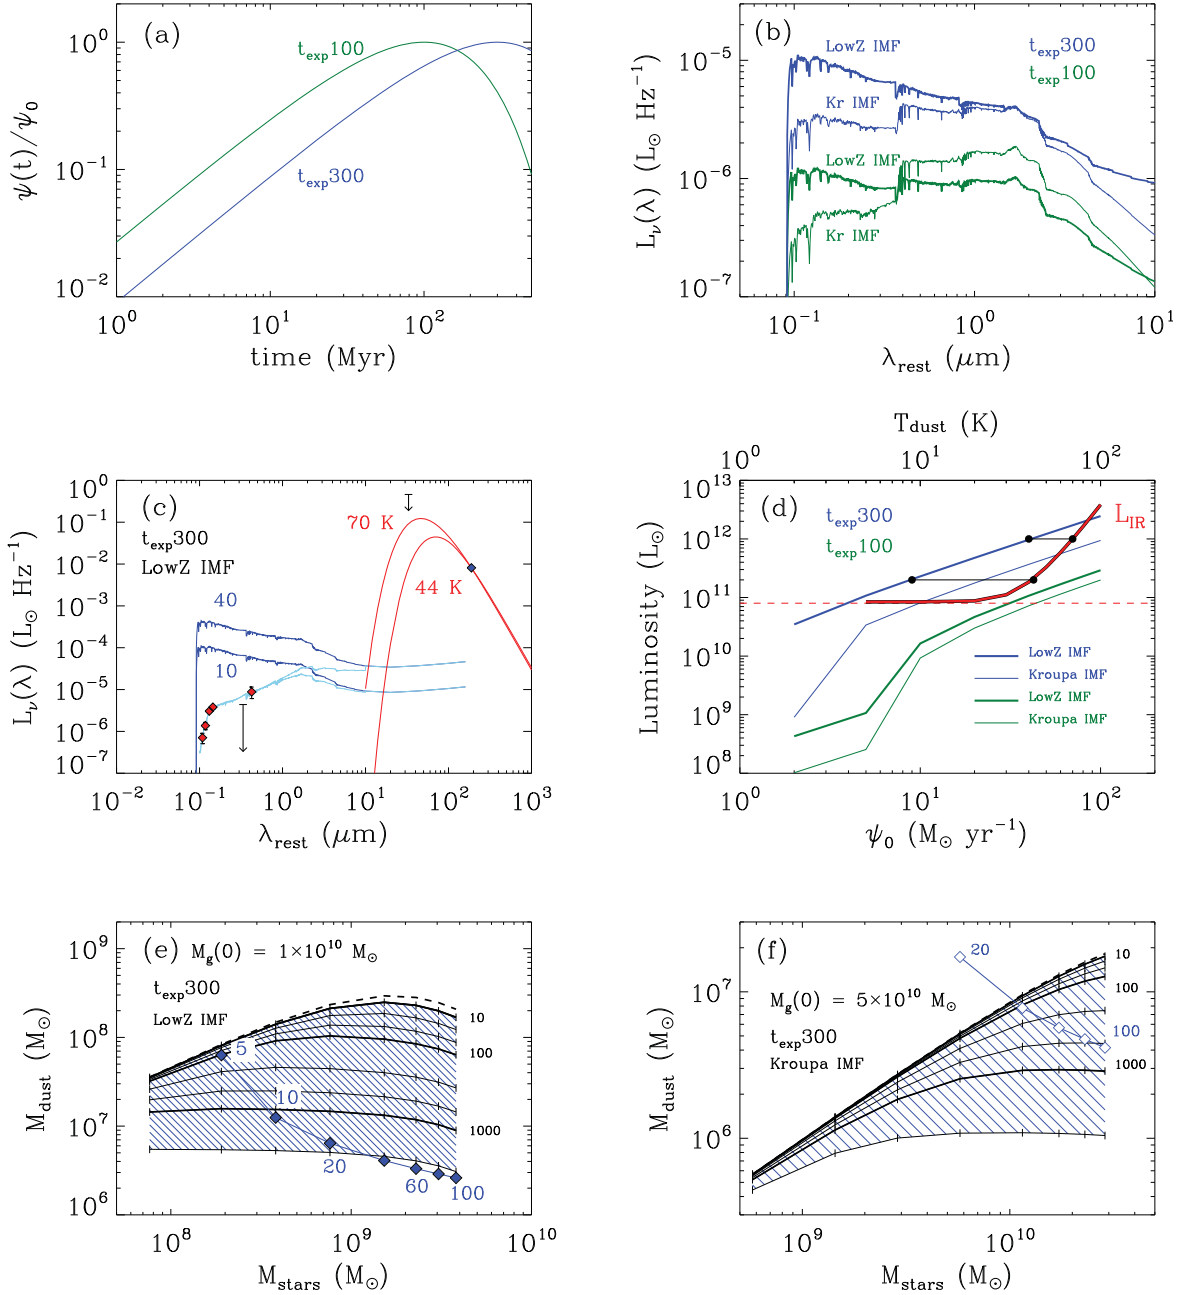 (a)
t_exp100
t_exp300
ψ(t)/ψ_0
10^0
10^-1
10^-2
10^0
10^1
10^2
time (Myr)
(b)
LowZ IMF
t_exp300
t_exp100
Kr IMF
LowZ IMF
Kr IMF
L_ν(λ) (L_⊙ Hz^-1)
10^-5
10^-6
10^-7
10^-1
10^0
10^1
λ_rest (μm)
(c)
t_exp300
LowZ IMF
70 K
44 K
40
10
L_ν(λ) (L_⊙ Hz^-1)
10^0
10^-1
10^-2
10^-3
10^-4
10^-5
10^-6
10^-7
10^-2
10^-1
10^0
10^1
10^2
10^3
λ_rest (μm)
T_dust (K)
10^0
10^1
10^2
(d)
t_exp300
t_exp100
L_IR
LowZ IMF
Kroupa IMF
LowZ IMF
Kroupa IMF
Luminosity (L_⊙)
10^13
10^12
10^11
10^10
10^9
10^8
10^0
10^1
10^2
ψ_0 (M_⊙ yr^-1)
(e)
M_g(0) = 1×10^10 M_⊙
t_exp300
LowZ IMF
10
100
1000
5
10
20
60
100
M_dust (M_⊙)
10^9
10^8
10^7
10^6
10^8
10^9
10^10
M_stars (M_⊙)
(f)
20
10
100
M_g(0) = 5×10^10 M_⊙
100
t_exp300
1000
Kroupa IMF
M_dust (M_⊙)
10^7
10^6
10^9
10^10
M_stars (M_⊙)